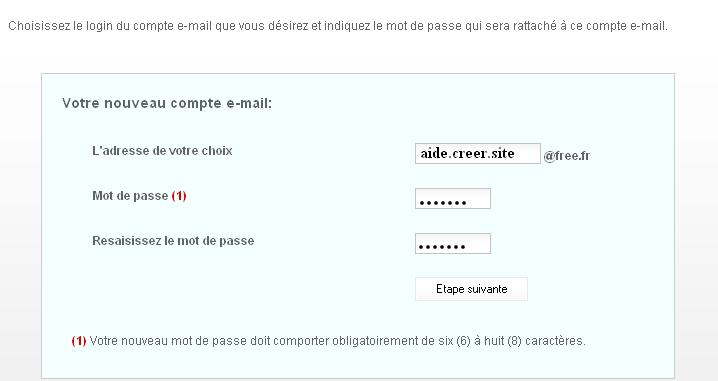 Choisissez le login du compte e-mail que vous désirez et indiquez le mot de passe qui sera rattaché à ce compte e-mail.
Votre nouveau compte e-mail:
L'adresse de votre choix aide.creer.site @free.fr
Mot de passe (1) •••••••
Resaisissez le mot de passe •••••••
Etape suivante
(1) Votre nouveau mot de passe doit comporter obligatoirement de six (6) à huit (8) caractères.